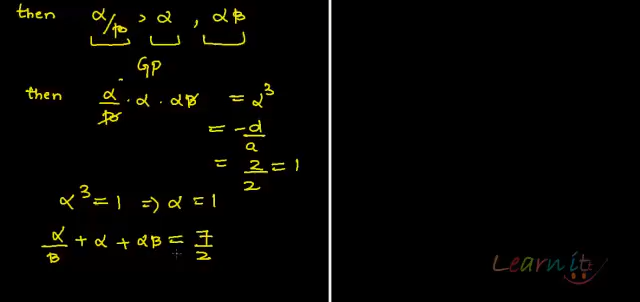 then α/β , α , αβ
GP
then α/β · α · αβ = α³
= -d/a
= 2/2 = 1
α³ = 1 ⇒ α = 1
α/β + α + αβ = 7/2
Learnit